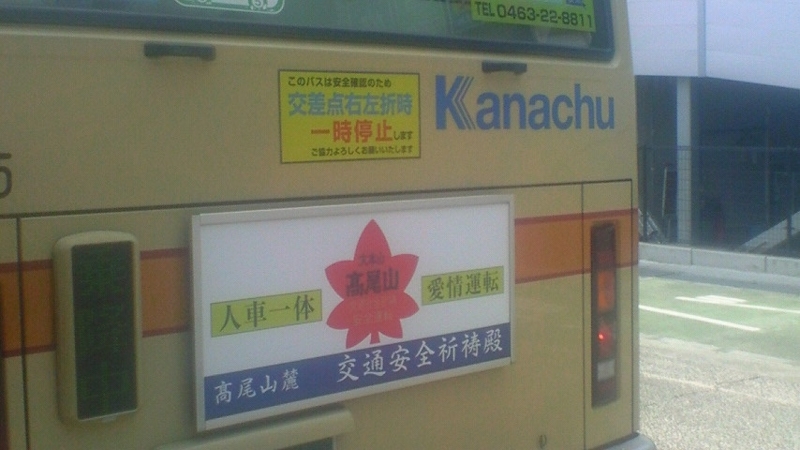 TEL 0463-22-8811
このバスは安全確認のため
交差点右左折時
一時停止します
ご協力よろしくお願いいたします
Kanachu
5
大本山
高尾山
人車一体
愛情運転
高尾山麓 交通安全祈祷殿